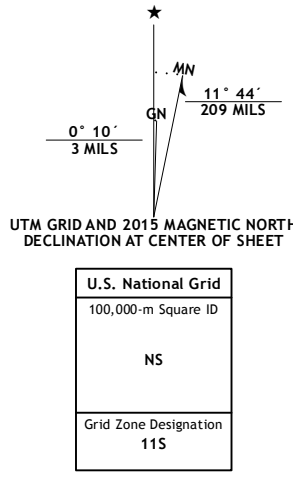 ★
MN
11° 44´
209 MILS
GN
0° 10´
3 MILS
UTM GRID AND 2015 MAGNETIC NORTH
DECLINATION AT CENTER OF SHEET
U.S. National Grid
100,000-m Square ID
NS
Grid Zone Designation
11S